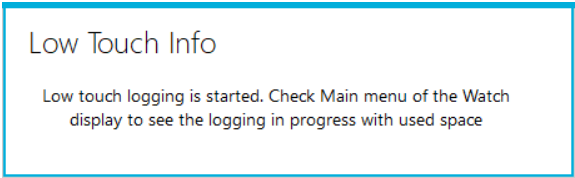 Low Touch Info
Low touch logging is started. Check Main menu of the Watch
display to see the logging in progress with used space